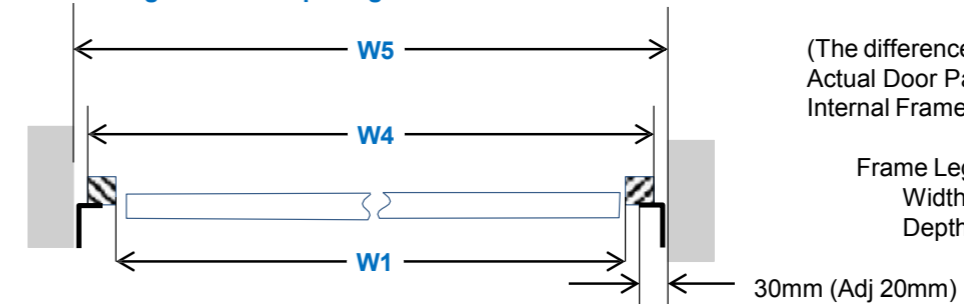 W5
(The difference
Actual Door Pa
Internal Frame
W4
Frame Leg
Width
Depth
W1
30mm (Adj 20mm)